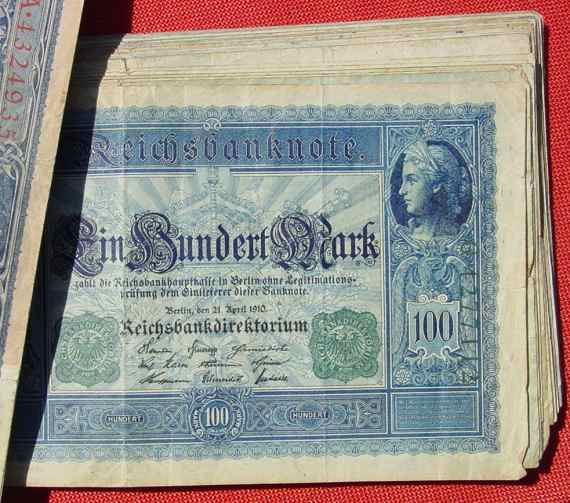 A·4324935
Reichsbanknote.
Ein Hundert Mark
zahlt die Reichsbankhauptkasse in Berlin ohne Legitimations-
prüfung dem Einlieferer dieser Banknote.
Berlin, den 21. April 1910.
Reichsbankdirektorium
100
HUNDERT
100
HUNDERT